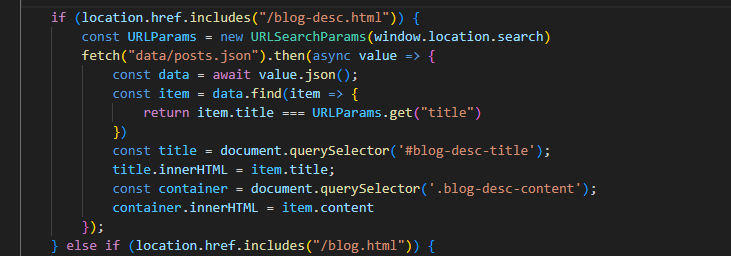 if (location.href.includes("/blog-desc.html")) {
const URLParams = new URLSearchParams(window.location.search)
fetch("data/posts.json").then(async value => {
const data = await value.json();
const item = data.find(item => {
return item.title === URLParams.get("title")
})
const title = document.querySelector('#blog-desc-title');
title.innerHTML = item.title;
const container = document.querySelector('.blog-desc-content');
container.innerHTML = item.content
});
} else if (location.href.includes("/blog.html")) {